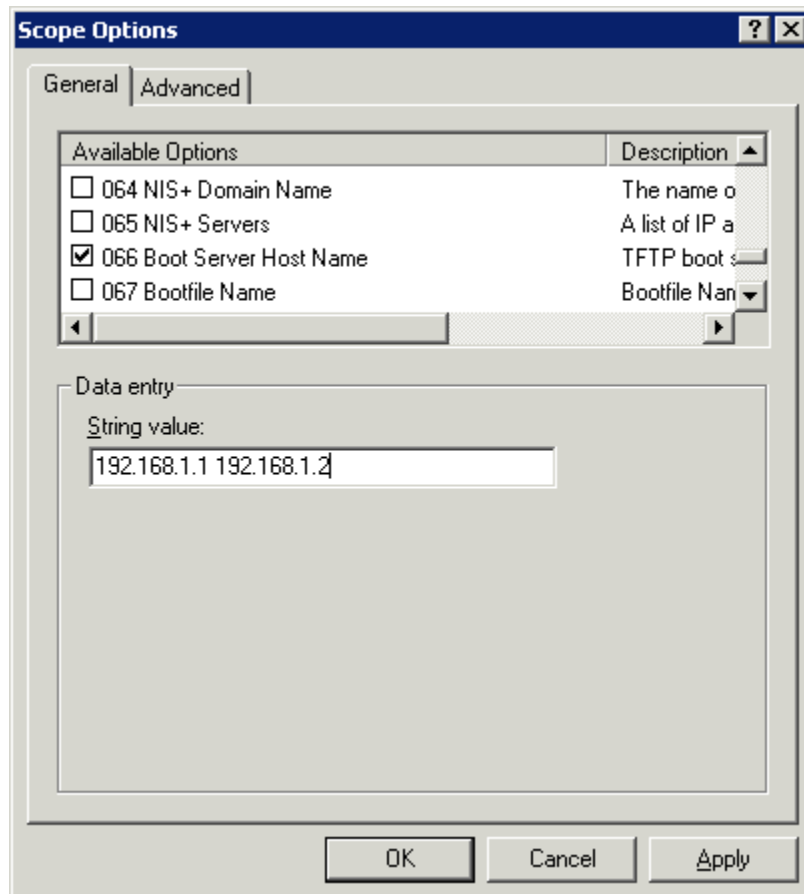 Scope Options
General Advanced
Available Options Description
064 NIS+ Domain Name The name o
065 NIS+ Servers A list of IP a
066 Boot Server Host Name TFTP boot s
067 Bootfile Name Bootfile Nan
Data entry
String value:
192.168.1.1 192.168.1.2
OK Cancel Apply